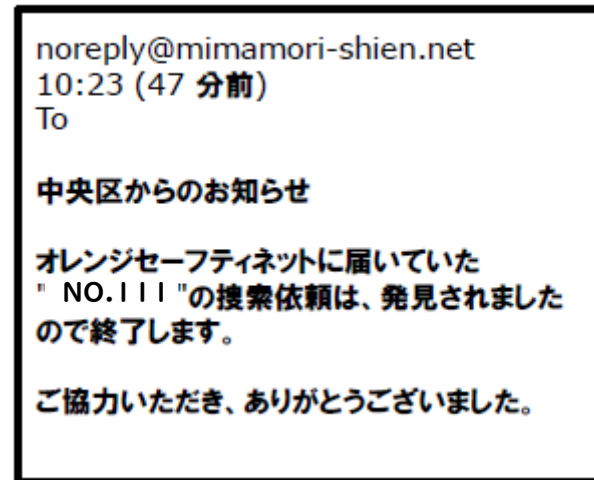 noreply@mimamori-shien.net
10:23 (47 分前)
To
中央区からのお知らせ
オレンジセーフティネットに届いていた
" NO.111 "の捜索依頼は、発見されました
ので終了します。
ご協力いただき、ありがとうございました。